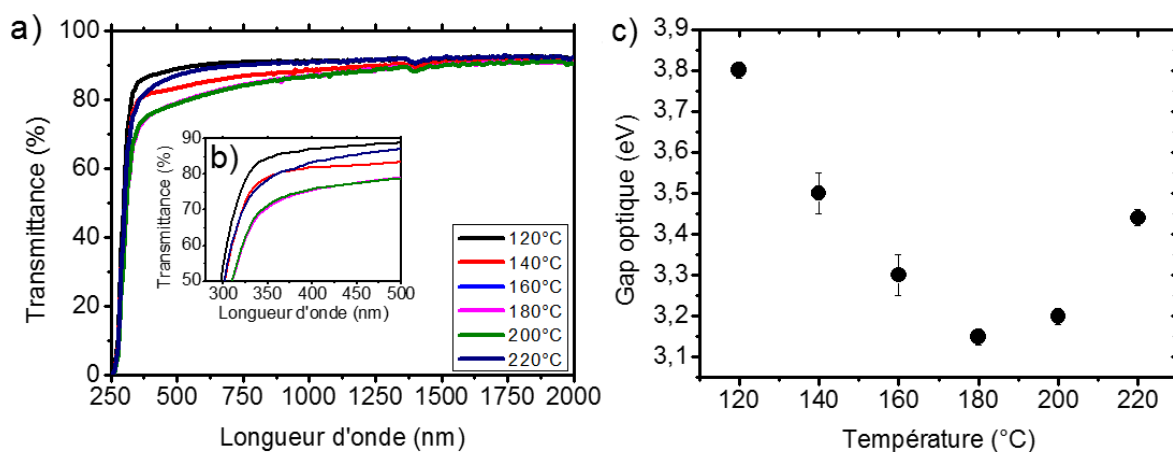 a)
Transmittance (%)
100
80
60
40
20
0
250 500 750 1000 1250 1500 1750 2000
Longueur d'onde (nm)
b)
Transmittance (%)
90
80
70
60
50
300 350 400 450 500
Longueur d'onde (nm)
120°C
140°C
160°C
180°C
200°C
220°C
c)
Gap optique (eV)
3,9
3,8
3,7
3,6
3,5
3,4
3,3
3,2
3,1
120 140 160 180 200 220
Température (°C)